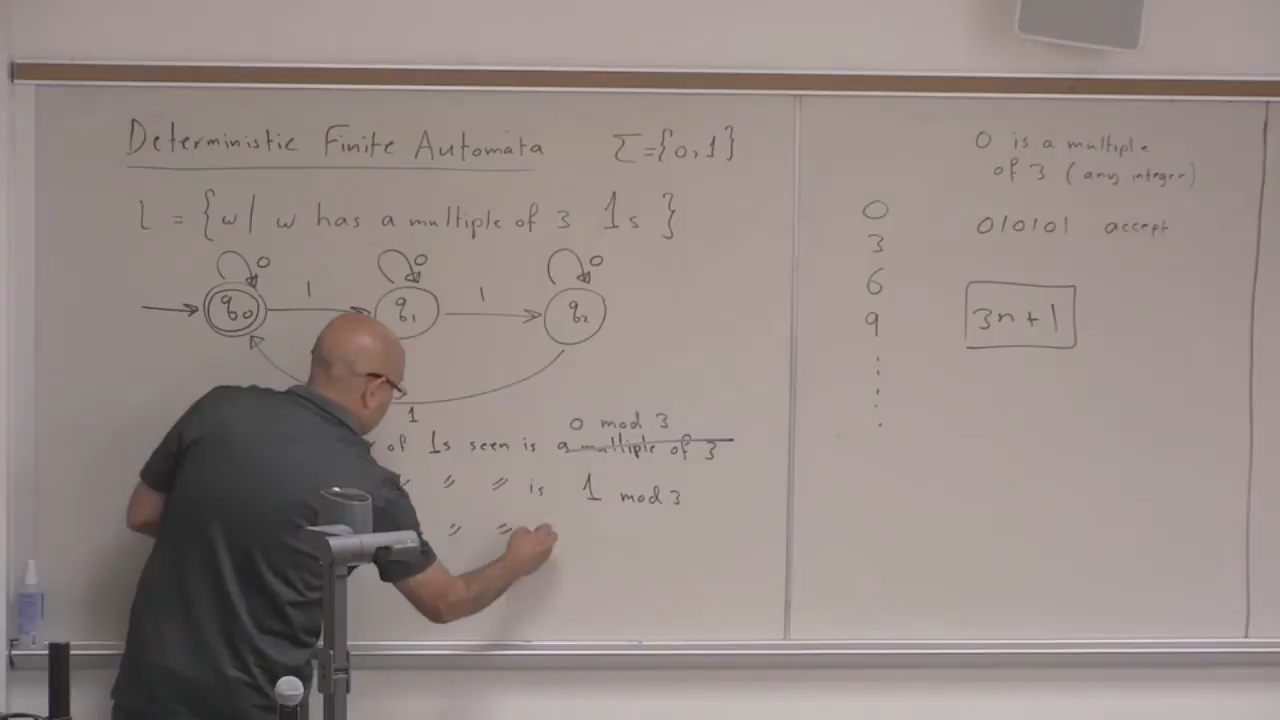 Deterministic Finite Automata Σ={0,1}
L = {w| w has a multiple of 3 1s }
0 0 0
q0 1 q1 1 q2
1
0 mod 3
of 1s seen is a multiple of 3
〃 〃 〃 is 1 mod 3
〃 〃
0
3
6
9
0 is a multiple
of 3 (any integer)
010101 accept
3n+1